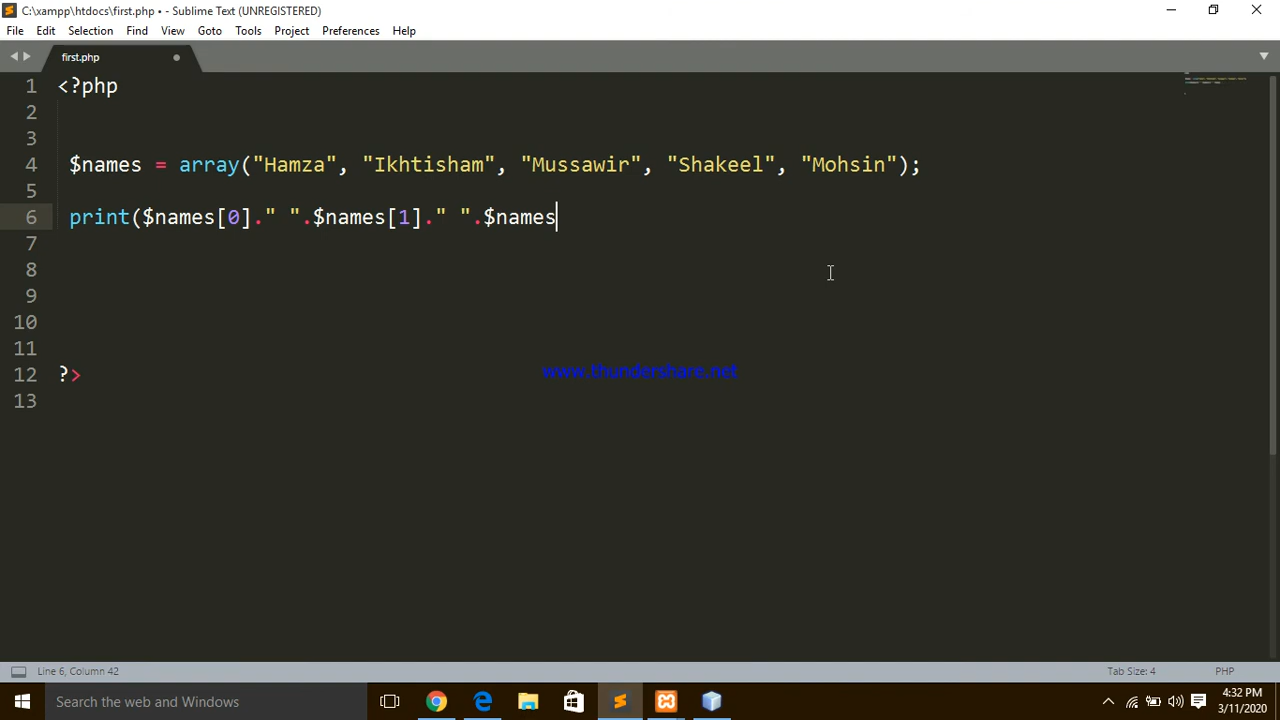 C:\xampp\htdocs\first.php • - Sublime Text (UNREGISTERED)
File Edit Selection Find View Goto Tools Project Preferences Help
first.php
1 <?php
2
3
4 $names = array("Hamza", "Ikhtisham", "Mussawir", "Shakeel", "Mohsin");
5
6 print($names[0]." ".$names[1]." ".$names
7
8
9
10
11
www.thundershare.net
12 ?>
13
Line 6, Column 42 Tab Size: 4 PHP
Search the web and Windows
4:32 PM
3/11/2020